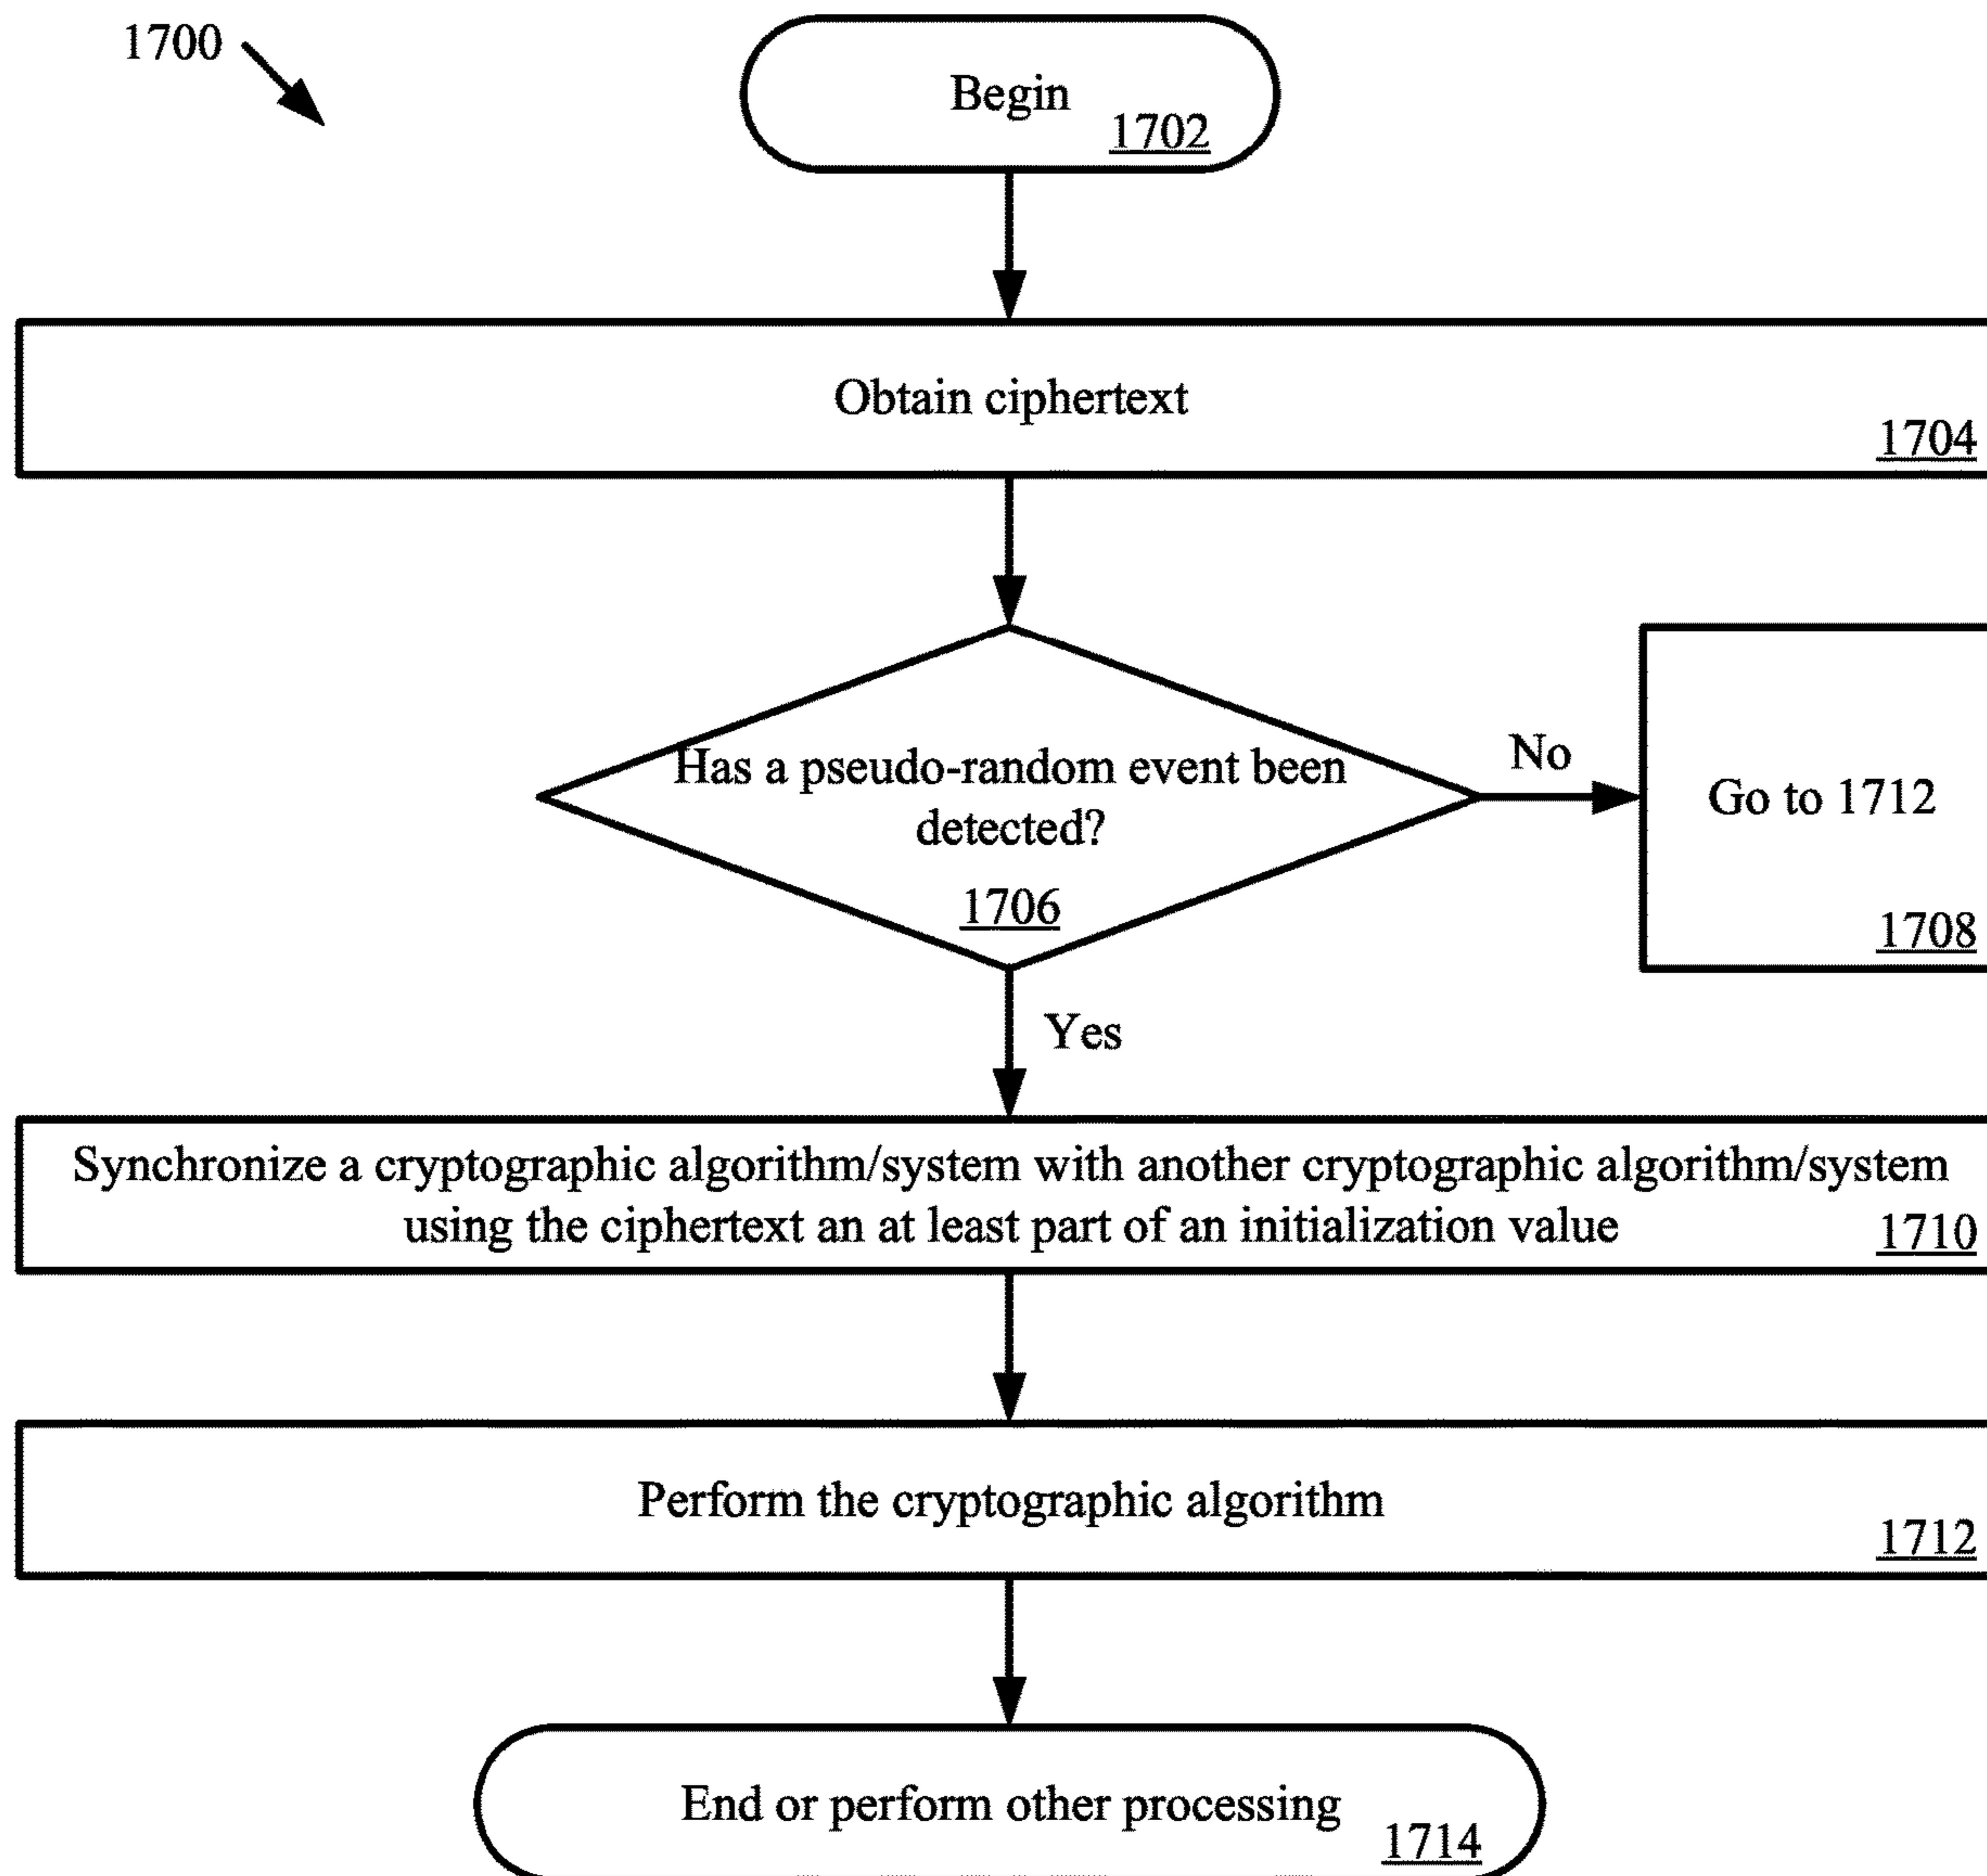 1700
Begin
1702
Obtain ciphertext
1704
Has a pseudo-random event been
detected?
1706
No
Go to 1712
1708
Yes
Synchronize a cryptographic algorithm/system with another cryptographic algorithm/system
using the ciphertext an at least part of an initialization value
1710
Perform the cryptographic algorithm
1712
End or perform other processing
1714